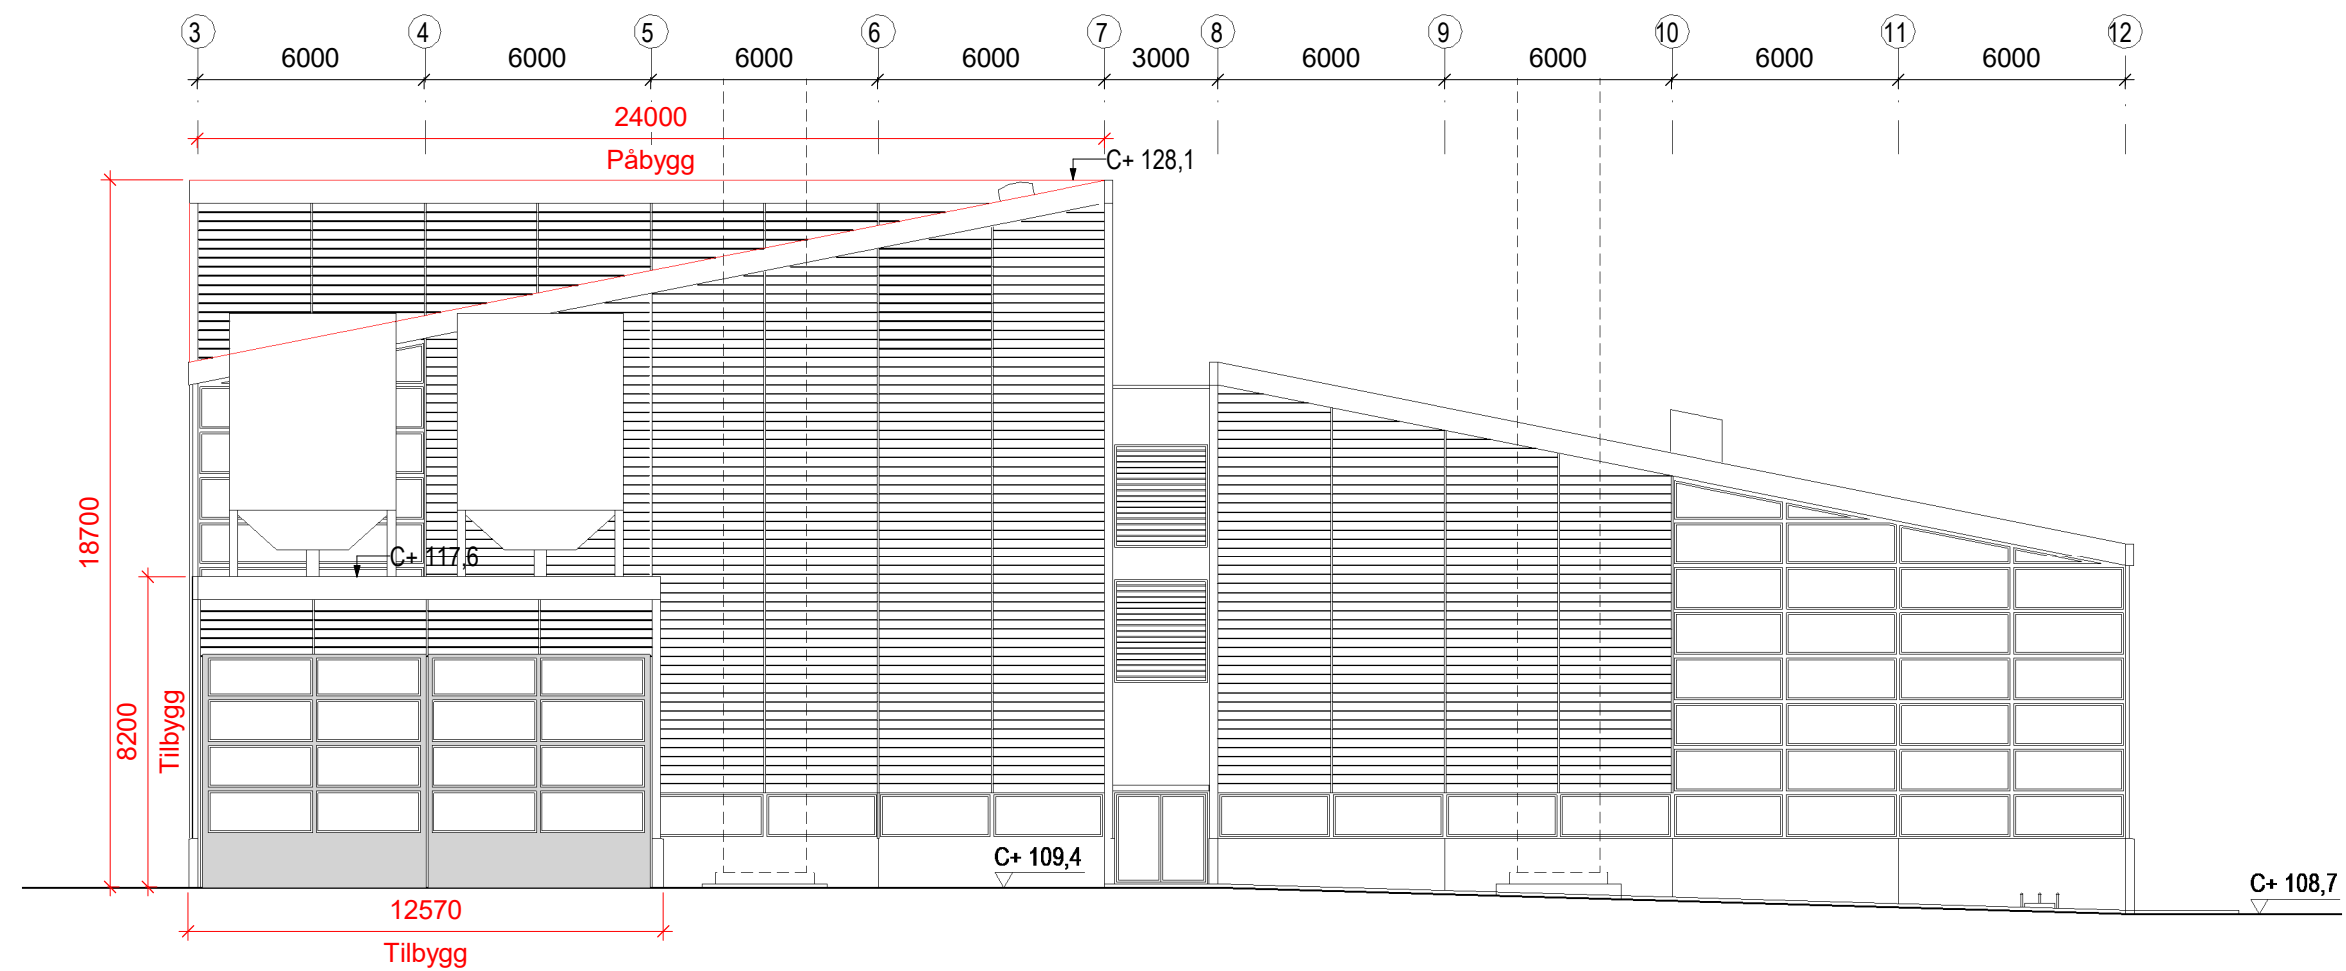 3 4 5 6 7 8 9 10 11 12
6000 6000 6000 6000 3000 6000 6000 6000 6000
24000
Påbygg
C+ 128,1
18700
C+ 117,6
8200
Tilbygg
C+ 109,4
C+ 108,7
12570
Tilbygg